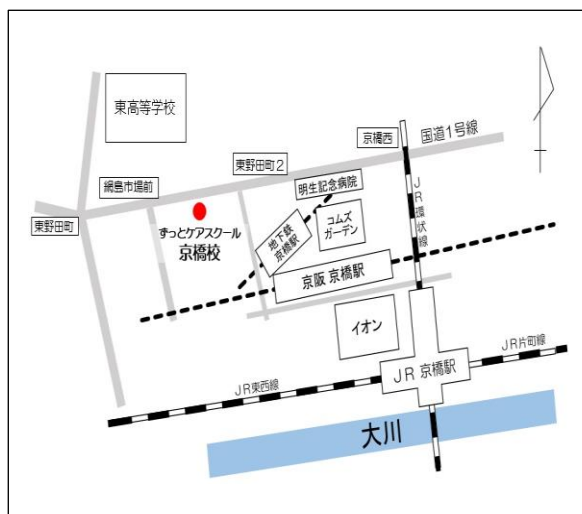 東高等学校
京橋西
国道1号線
東野田町2
網島市場前
東野田町
明生記念病院
JR環状線
ずっとケアスクール
京橋校
地下鉄
京橋駅
コムズ
ガーデン
京阪 京橋駅
イオン
JR片町線
JR 京橋駅
JR東西線
大川